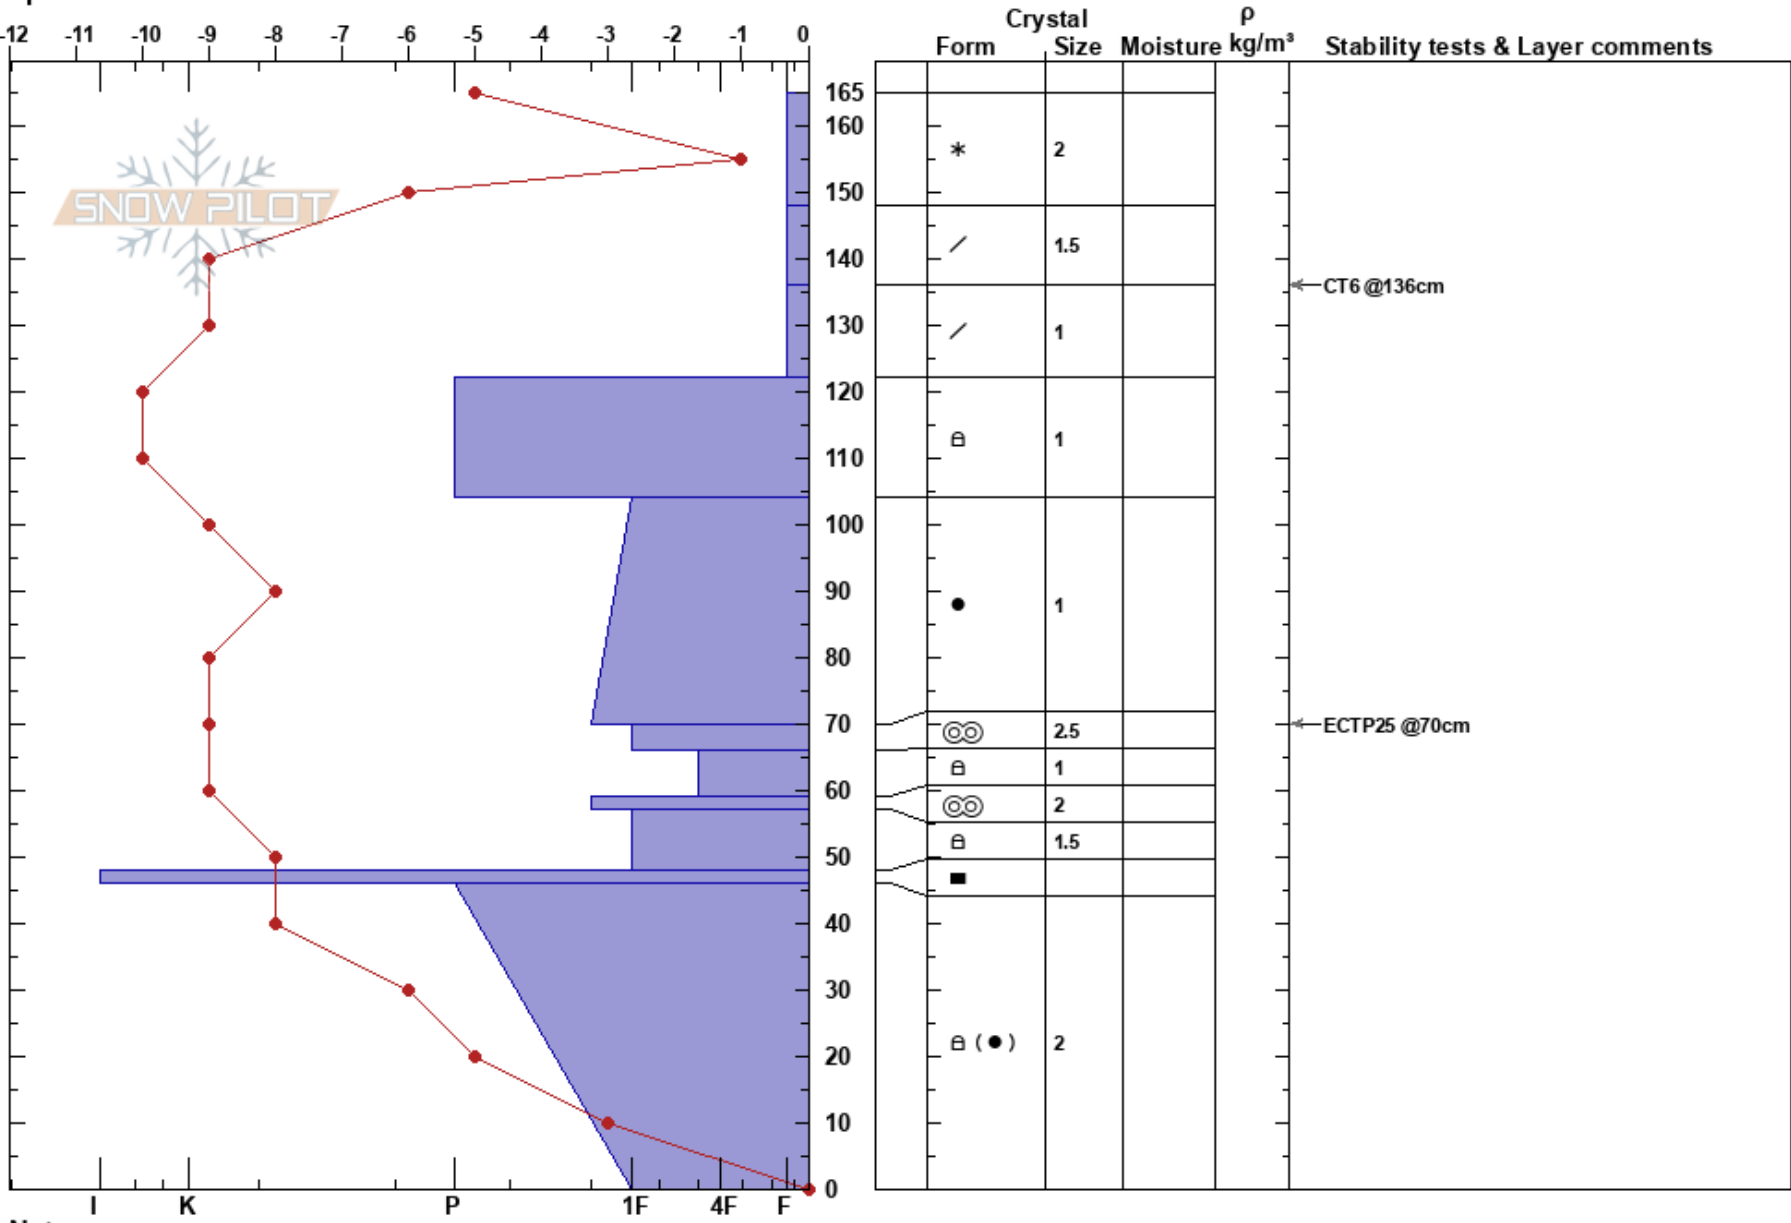 Crystal ρ
-12 -11 -10 -9 -8 -7 -6 -5 -4 -3 -2 -1 0 Form Size Moisture kg/m³ Stability tests & Layer comments
165
160
* 2
150
SNOW PILOT
140 / 1.5
CT6 @136cm
130 / 1
120
110 1
100
90 ● 1
80
70 2.5 ECTP25 @70cm
1
60 2
50 1.5
■
40
30
20 (●) 2
10
0
I K P 1F 4F F